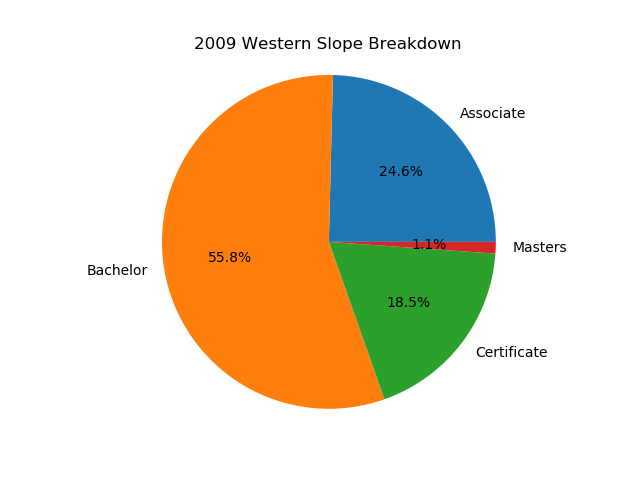 2009 Western Slope Breakdown
Associate
24.6%
1.1%
Masters
55.8%
Bachelor
18.5%
Certificate